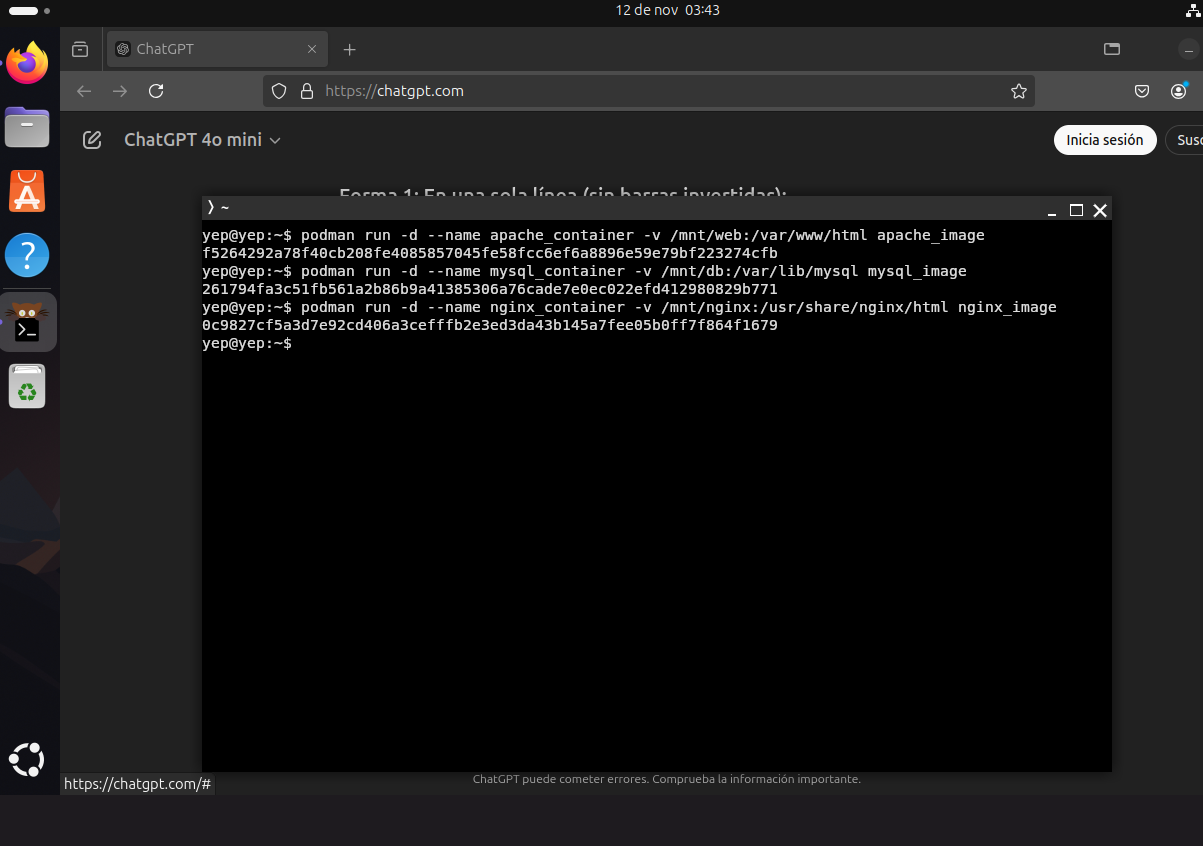 12 de nov 03:43
ChatGPT
https://chatgpt.com
ChatGPT 4o mini
Inicia sesión
Susc
Forma 1: En una sola línea (sin barras invertidas):
~
yep@yep:~$ podman run -d --name apache_container -v /mnt/web:/var/www/html apache_image
f5264292a78f40cb208fe4085857045fe58fcc6ef6a8896e59e79bf223274cfb
yep@yep:~$ podman run -d --name mysql_container -v /mnt/db:/var/lib/mysql mysql_image
261794fa3c51fb561a2b86b9a41385306a76cade7e0ec022efd412980829b771
yep@yep:~$ podman run -d --name nginx_container -v /mnt/nginx:/usr/share/nginx/html nginx_image
0c9827cf5a3d7e92cd406a3cefffb2e3ed3da43b145a7fee05b0ff7f864f1679
yep@yep:~$
ChatGPT puede cometer errores. Comprueba la información importante.
https://chatgpt.com/#